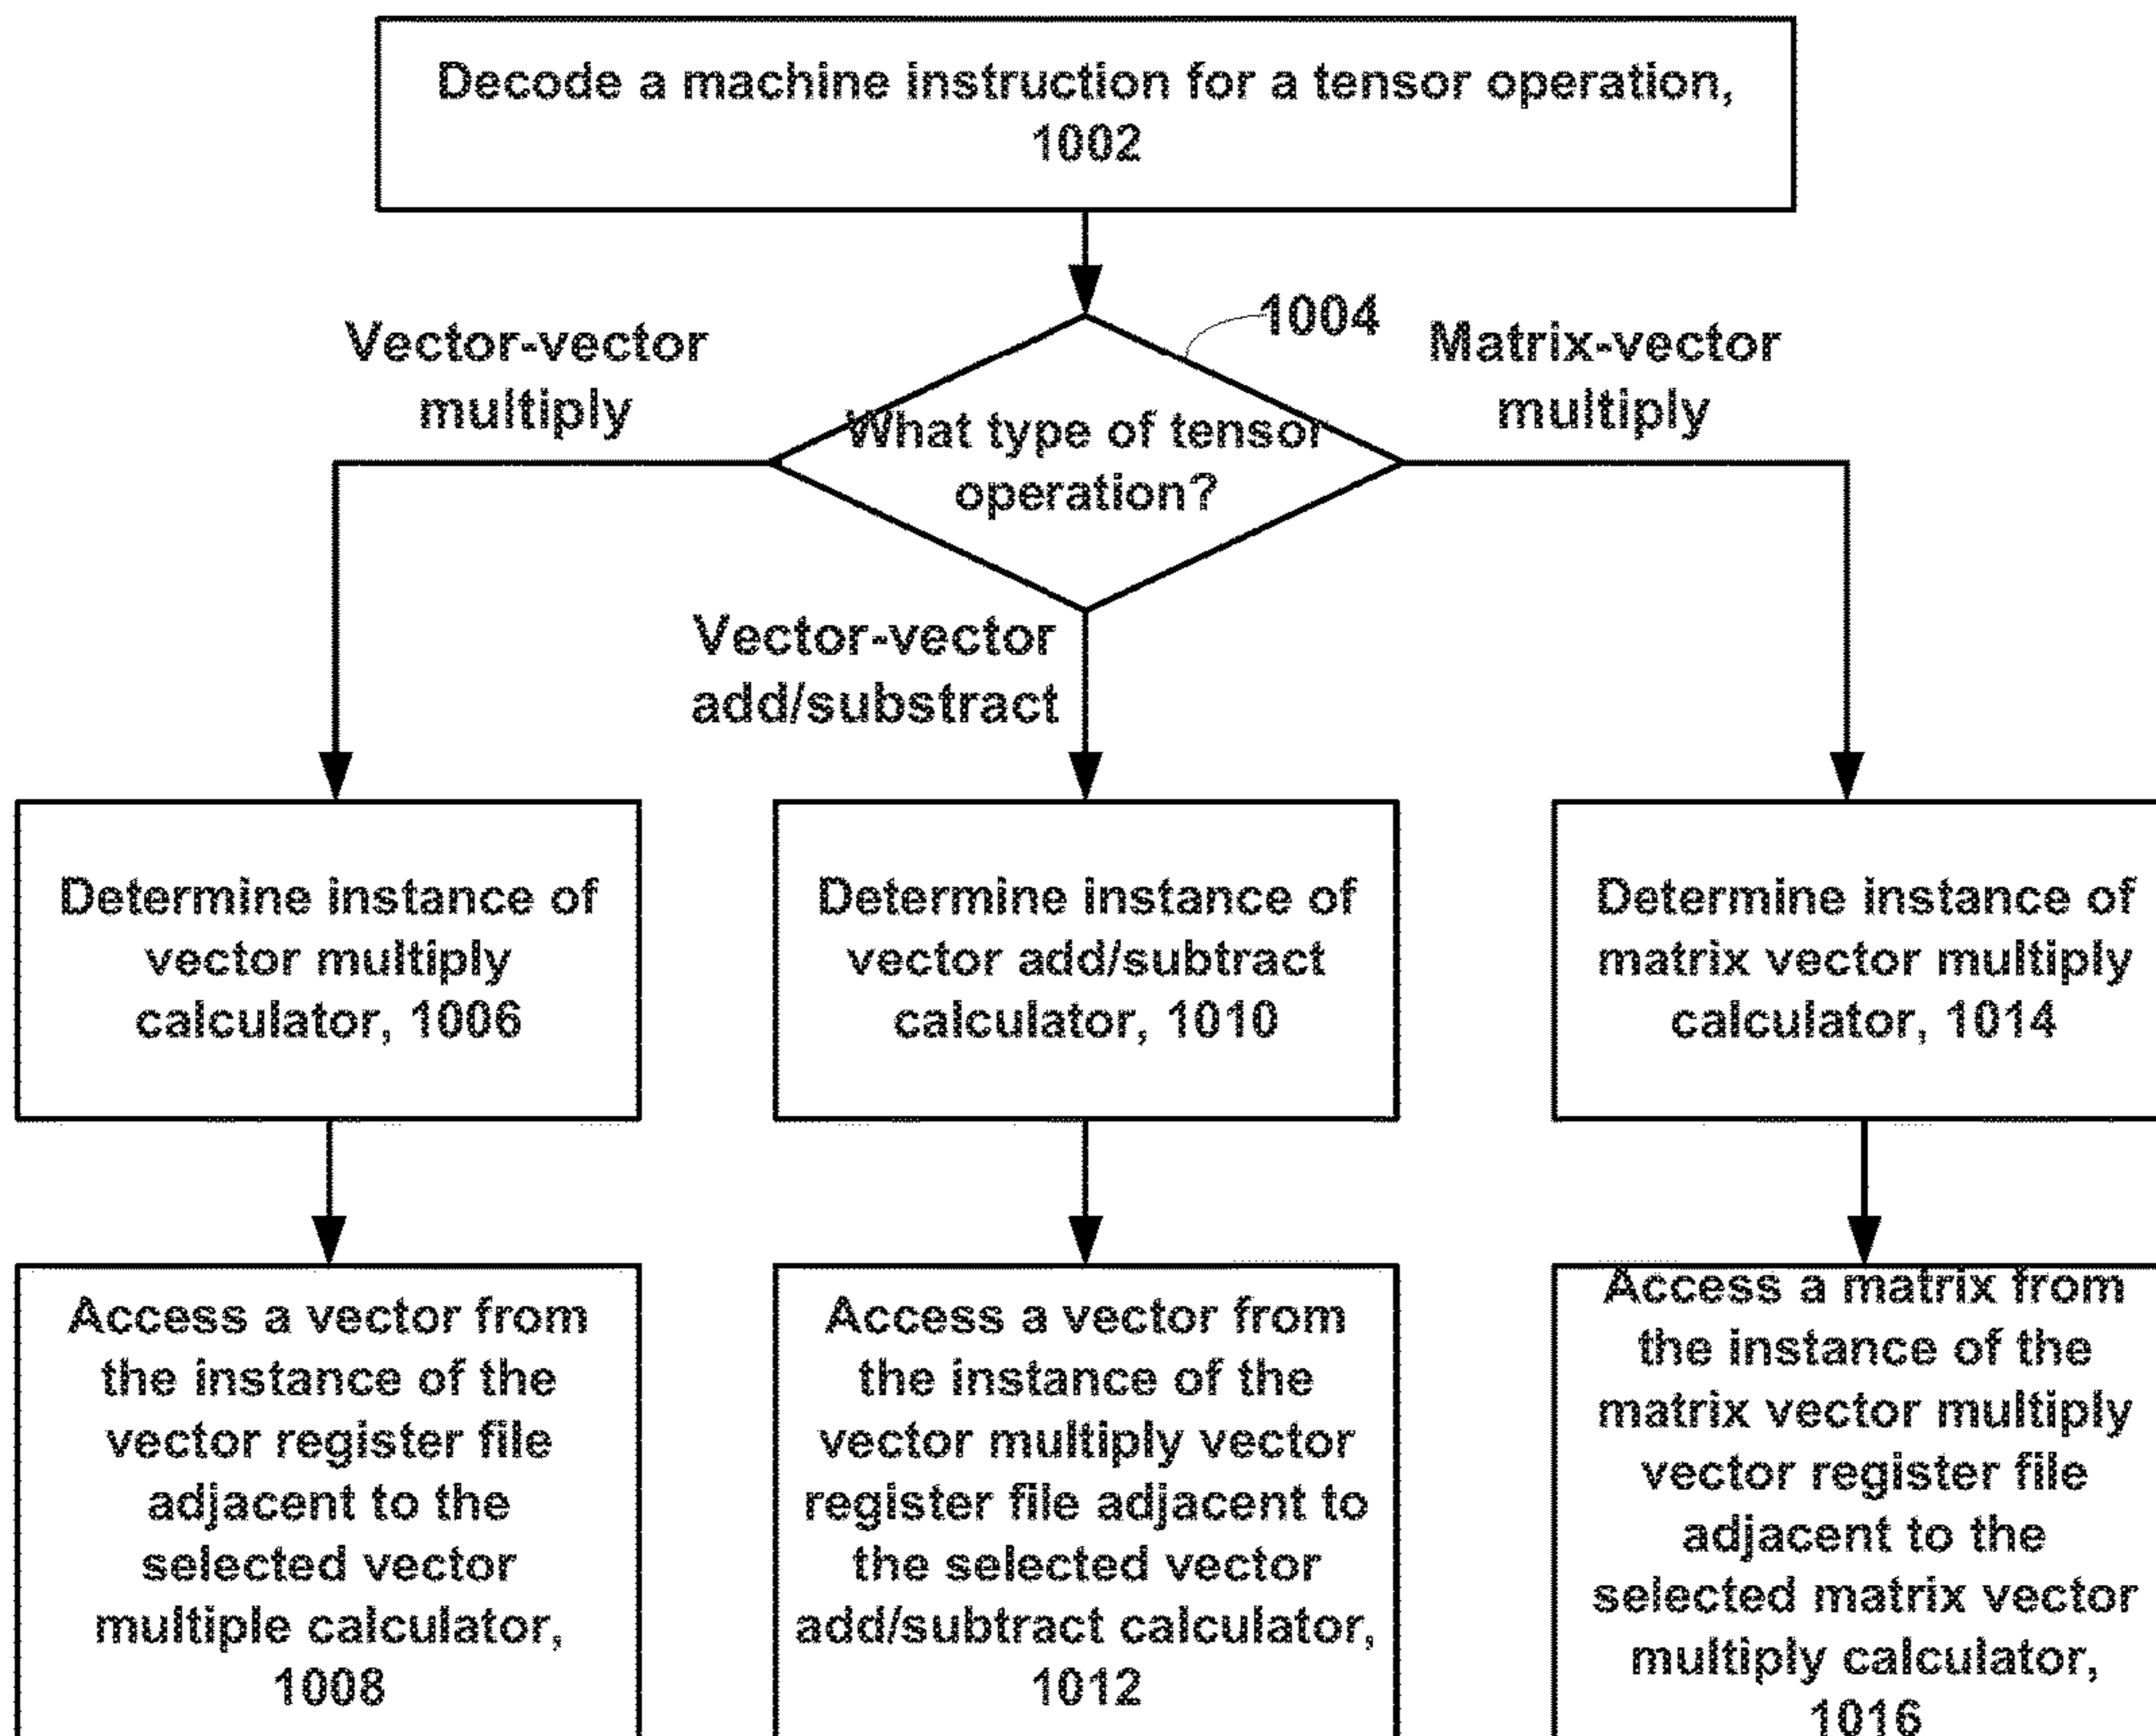 Decode a machine instruction for a tensor operation,
1002
1004
Vector-vector
multiply
Matrix-vector
multiply
What type of tensor
operation?
Vector-vector
add/substract
Determine instance of
vector multiply
calculator, 1006
Determine instance of
vector add/subtract
calculator, 1010
Determine instance of
matrix vector multiply
calculator, 1014
Access a vector from
the instance of the
vector register file
adjacent to the
selected vector
multiple calculator,
1008
Access a vector from
the instance of the
vector multiply vector
register file adjacent to
the selected vector
add/subtract calculator,
1012
Access a matrix from
the instance of the
matrix vector multiply
vector register file
adjacent to the
selected matrix vector
multiply calculator,
1016